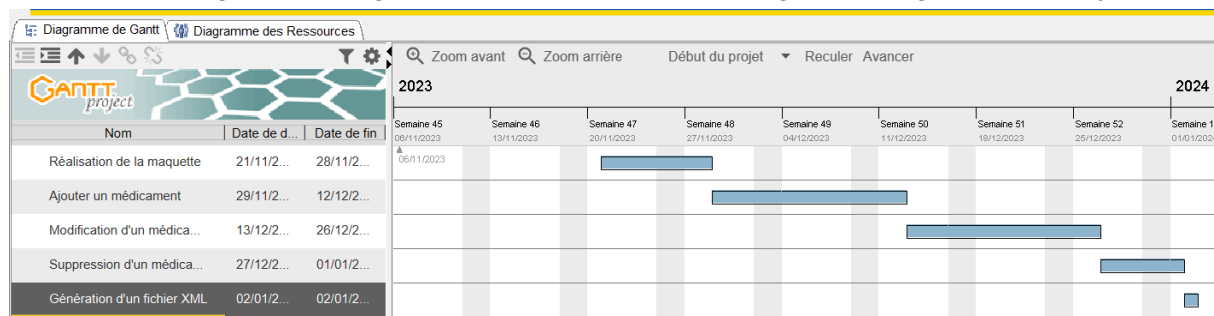 Diagramme de Gantt
Diagramme des Ressources
Zoom avant Zoom arrière Début du projet Reculer Avancer
GANTT
project
2023 2024
Semaine 45 Semaine 46 Semaine 47 Semaine 48 Semaine 49 Semaine 50 Semaine 51 Semaine 52 Semaine 1
06/11/2023 13/11/2023 20/11/2023 27/11/2023 04/12/2023 11/12/2023 18/12/2023 25/12/2023 01/01/202
Nom Date de d... Date de fin
06/11/2023
Réalisation de la maquette 21/11/2... 28/11/2...
Ajouter un médicament 29/11/2... 12/12/2...
Modification d'un médica... 13/12/2... 26/12/2...
Suppression d'un médica... 27/12/2... 01/01/2...
Génération d'un fichier XML 02/01/2... 02/01/2...